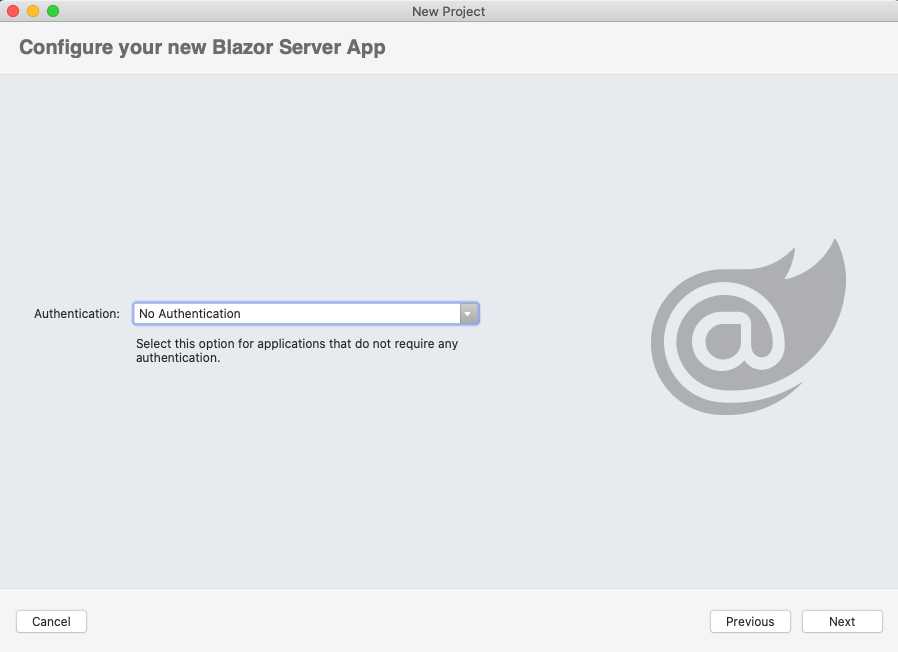 New Project
Configure your new Blazor Server App
Authentication:
No Authentication
Select this option for applications that do not require any
authentication.
Cancel
Previous
Next